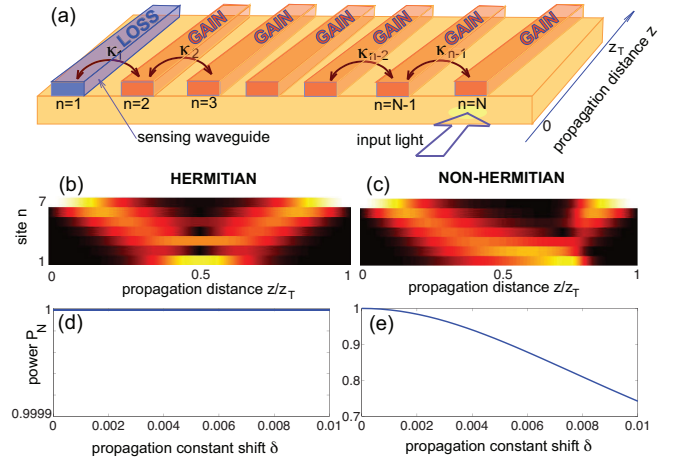 (a)
LOSS GAIN GAIN GAIN GAIN GAIN GAIN
κ1 κ2 κn-2 κn-1
n=1 n=2 n=3 n=N-1 n=N
sensing waveguide
input light
0 propagation distance z zT
(b) HERMITIAN
7
site n
1
0 0.5 1
propagation distance z/zT
(c) NON-HERMITIAN
0 0.5 1
propagation distance z/zT
(d)
1
power PN
0.9999
0 0.002 0.004 0.006 0.008 0.01
propagation constant shift δ
(e)
1
0.9
0.8
0.7
0 0.002 0.004 0.006 0.008 0.01
propagation constant shift δ